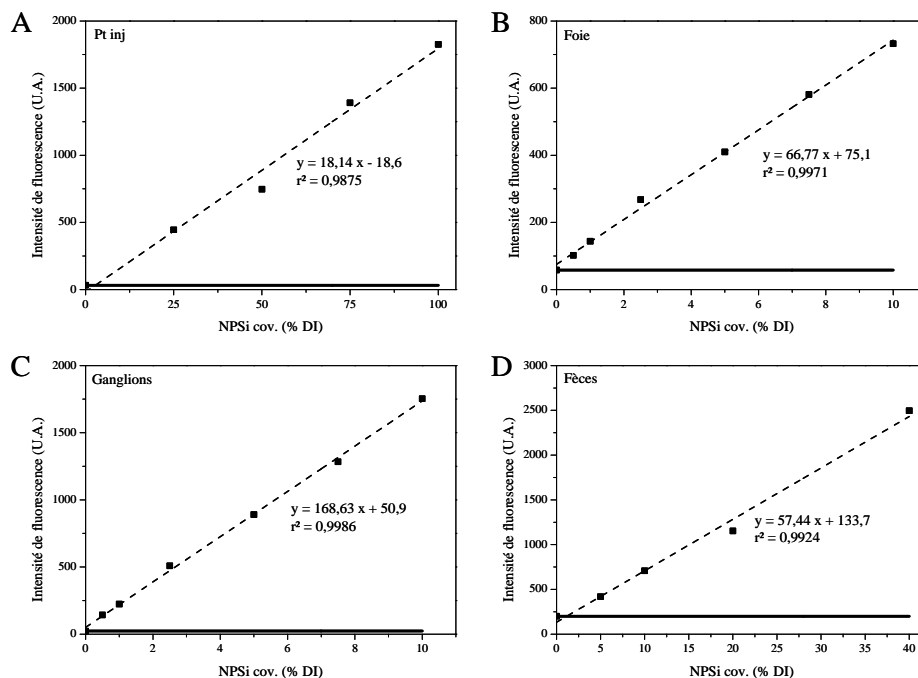 A
Pt inj
2000
1500
1000
500
0
Intensité de fluorescence (U.A.)
y = 18,14 x - 18,6
r² = 0,9875
0 25 50 75 100
NPSi cov. (% DI)
B
Foie
800
600
400
200
0
Intensité de fluorescence (U.A.)
y = 66,77 x + 75,1
r² = 0,9971
0 2 4 6 8 10
NPSi cov. (% DI)
C
Ganglions
2000
1500
1000
500
0
Intensité de fluorescence (U.A.)
y = 168,63 x + 50,9
r² = 0,9986
0 2 4 6 8 10
NPSi cov. (% DI)
D
Fèces
3000
2500
2000
1500
1000
500
0
Intensité de fluorescence (U.A.)
y = 57,44 x + 133,7
r² = 0,9924
0 5 10 15 20 25 30 35 40
NPSi cov. (% DI)